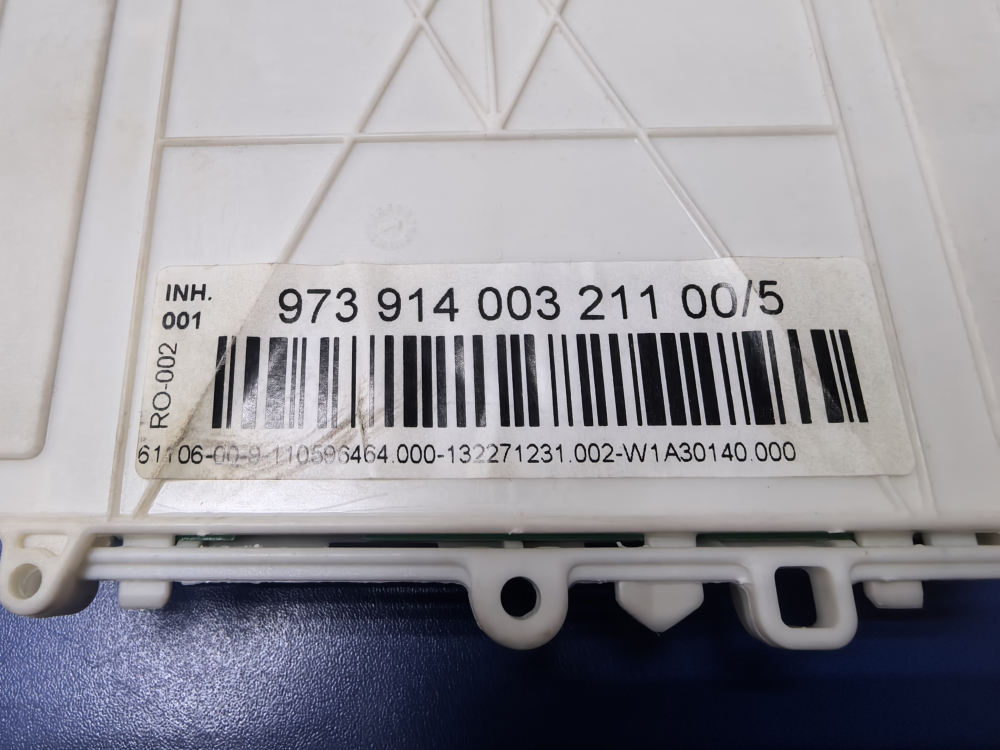 INH.
001
973 914 003 211 00/5
RO-002
61106-00-9-110596464.000-132271231.002-W1A30140.000